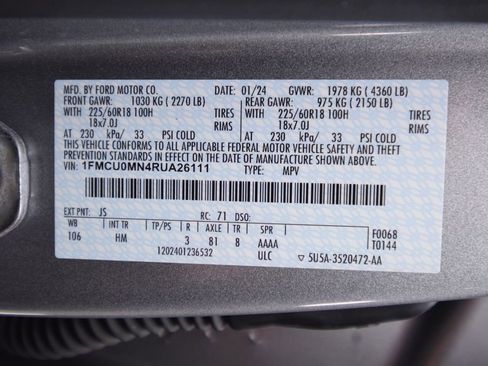 MFD. BY FORD MOTOR CO. DATE: 01/24 GVWR: 1978 KG ( 4360 LB)
FRONT GAWR: 1030 KG ( 2270 LB) REAR GAWR: 975 KG ( 2150 LB)
WITH 225/60R18 100H TIRES WITH 225/60R18 100H TIRES
18x7.0J RIMS 18x7.0J RIMS
AT 230 kPa/ 33 PSI COLD AT 230 kPa/ 33 PSI COLD
THIS VEHICLE CONFORMS TO ALL APPLICABLE FEDERAL MOTOR VEHICLE SAFETY AND BUMPER
STANDARDS IN EFFECT ON THE DATE OF MANUFACTURE SHOWN ABOVE.
VIN: 1FMCU0MN4RUA26111 TYPE: MPV
EXT PNT: JS RC: 71 DSO:
WB INT TR TP/PS R AXLE TR SPR F0068
106 HM 3 81 8 AAAA T0144
1202401236532 ULC ▽ 5U5A-3520472-AA